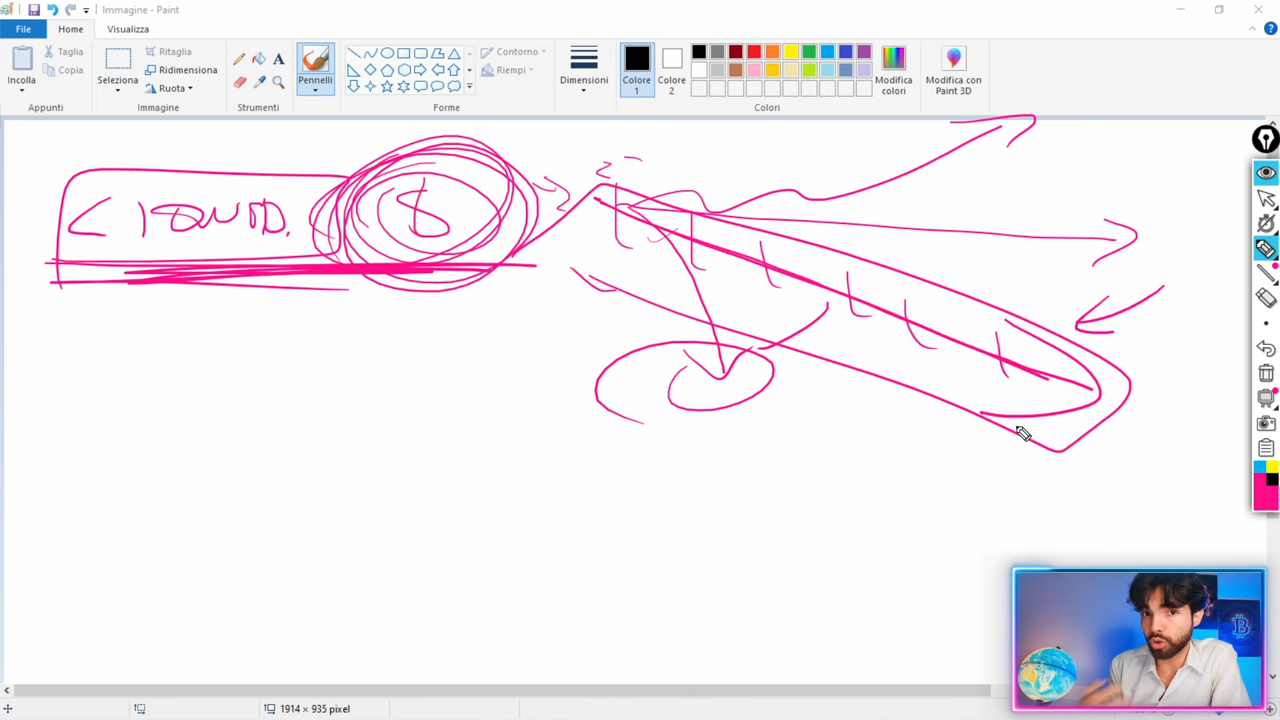 Immagine - Paint
File Home Visualizza
Incolla
Taglia
Copia
Appunti
Seleziona
Ritaglia
Ridimensiona
Ruota
Immagine
A
Strumenti
Pennelli
Forme
Contorno
Riempi
Dimensioni
Colore 1
Colore 2
Modifica colori
Colori
Modifica con Paint 3D
8
1914 × 935 pixel